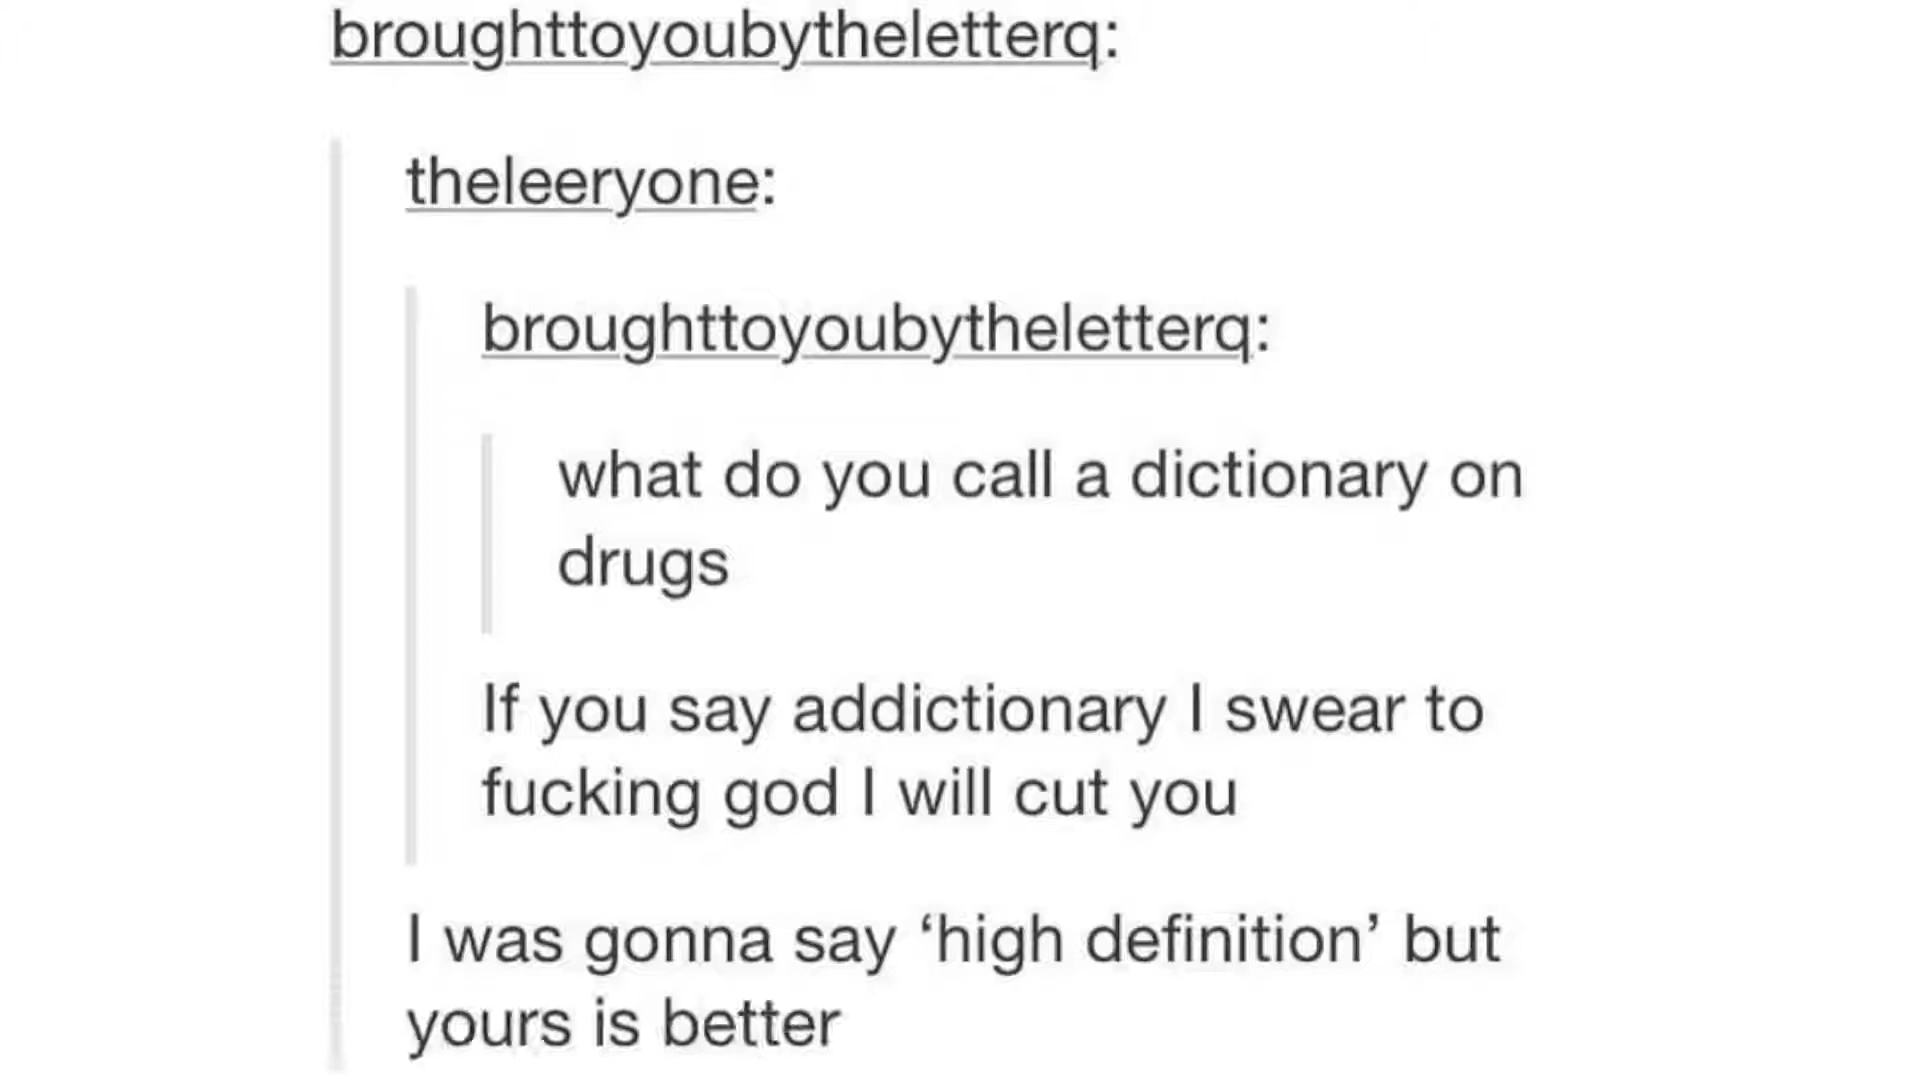 broughttoyoubytheletterq:
theleeryone:
broughttoyoubytheletterq:
what do you call a dictionary on
drugs
If you say addictionary I swear to
fucking god I will cut you
I was gonna say ‘high definition’ but
yours is better